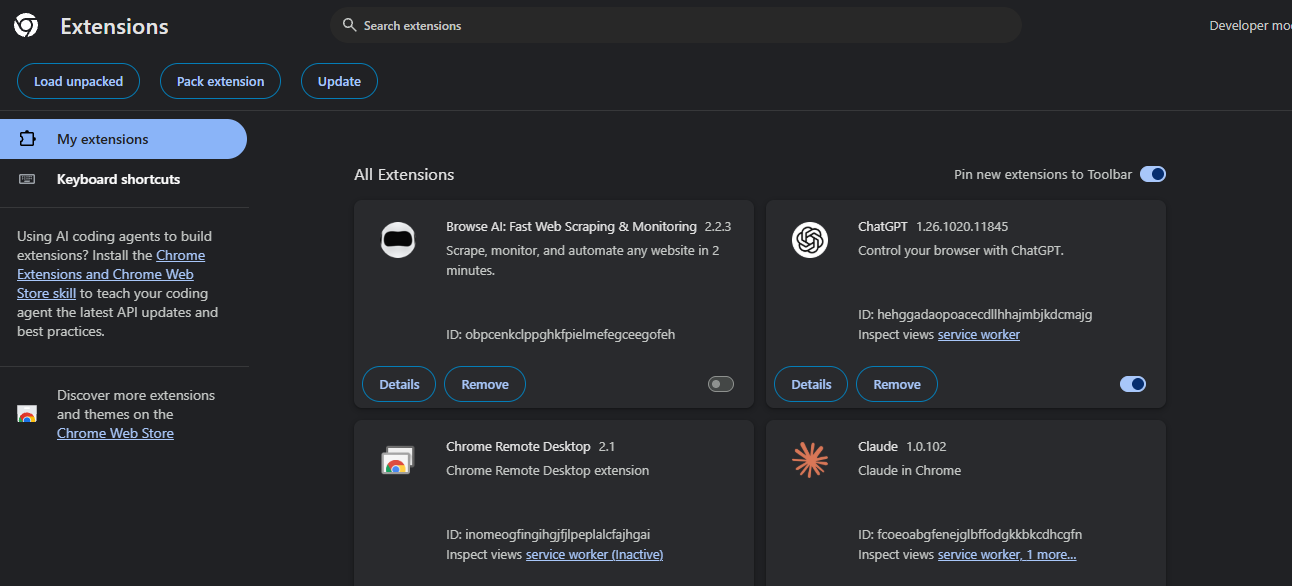 Extensions
Search extensions
Developer mo
Load unpacked
Pack extension
Update
My extensions
Keyboard shortcuts
Using AI coding agents to build
extensions? Install the Chrome
Extensions and Chrome Web
Store skill to teach your coding
agent the latest API updates and
best practices.
Discover more extensions
and themes on the
Chrome Web Store
All Extensions
Pin new extensions to Toolbar
Browse AI: Fast Web Scraping & Monitoring 2.2.3
Scrape, monitor, and automate any website in 2
minutes.
ID: obpcenkclppghkfpielmefegceegofeh
Details
Remove
ChatGPT 1.26.1020.11845
Control your browser with ChatGPT.
ID: hehggadaopoacecdllhhajmbjkdcmajg
Inspect views service worker
Details
Remove
Chrome Remote Desktop 2.1
Chrome Remote Desktop extension
ID: inomeogfingihgjfjlpeplalcfajhgai
Inspect views service worker (Inactive)
Claude 1.0.102
Claude in Chrome
ID: fcoeoabgfenejglbffodgkkbkcdhcgfn
Inspect views service worker, 1 more...